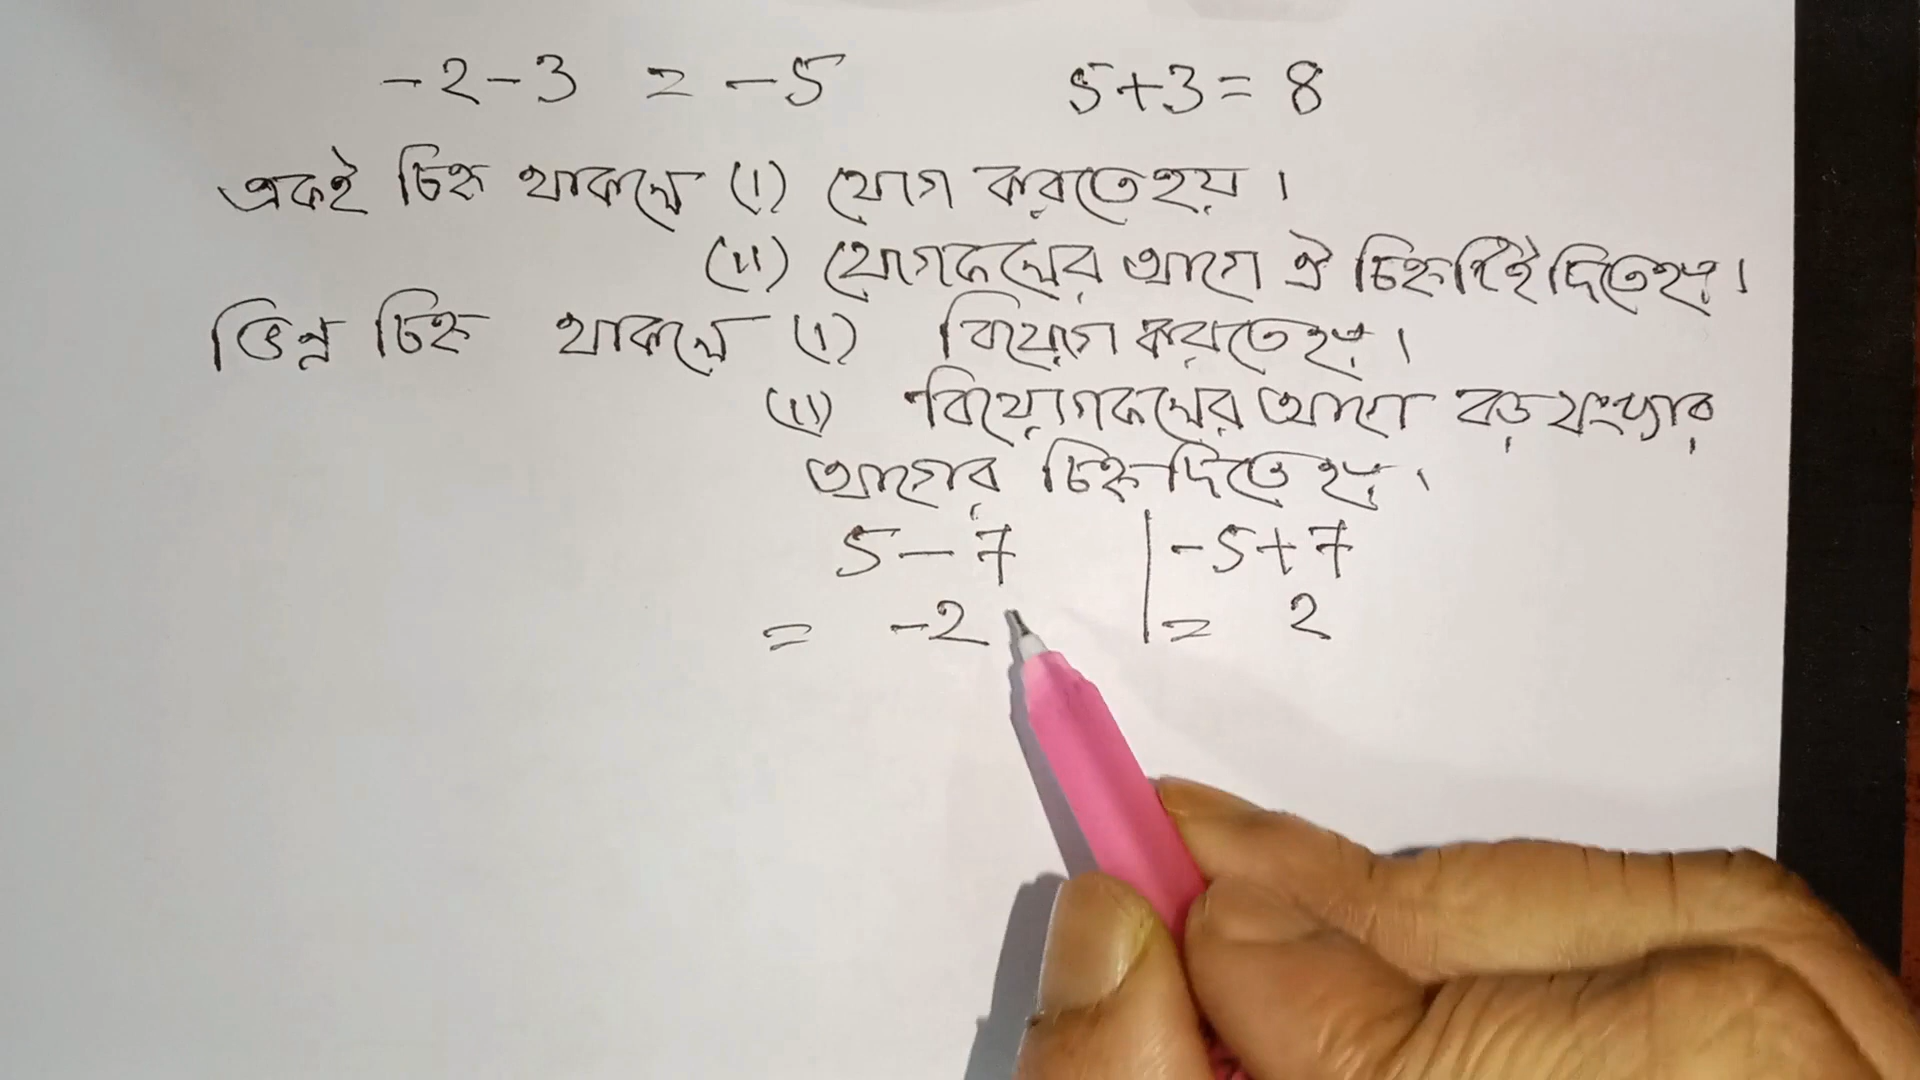 -2-3 = -5 5+3= 8
একই চিহ্ন থাকলে (i) যোগ করতে হয়।
(ii) যোগফলের আগে ঐ চিহ্নটিই দিতে হয়।
ভিন্ন চিহ্ন থাকলে (i) বিয়োগ করতে হয়।
(ii) বিয়োগফলের আগে বড় সংখ্যার
আগের চিহ্ন দিতে হয়।
5-7 | -5+7
= -2 | = 2